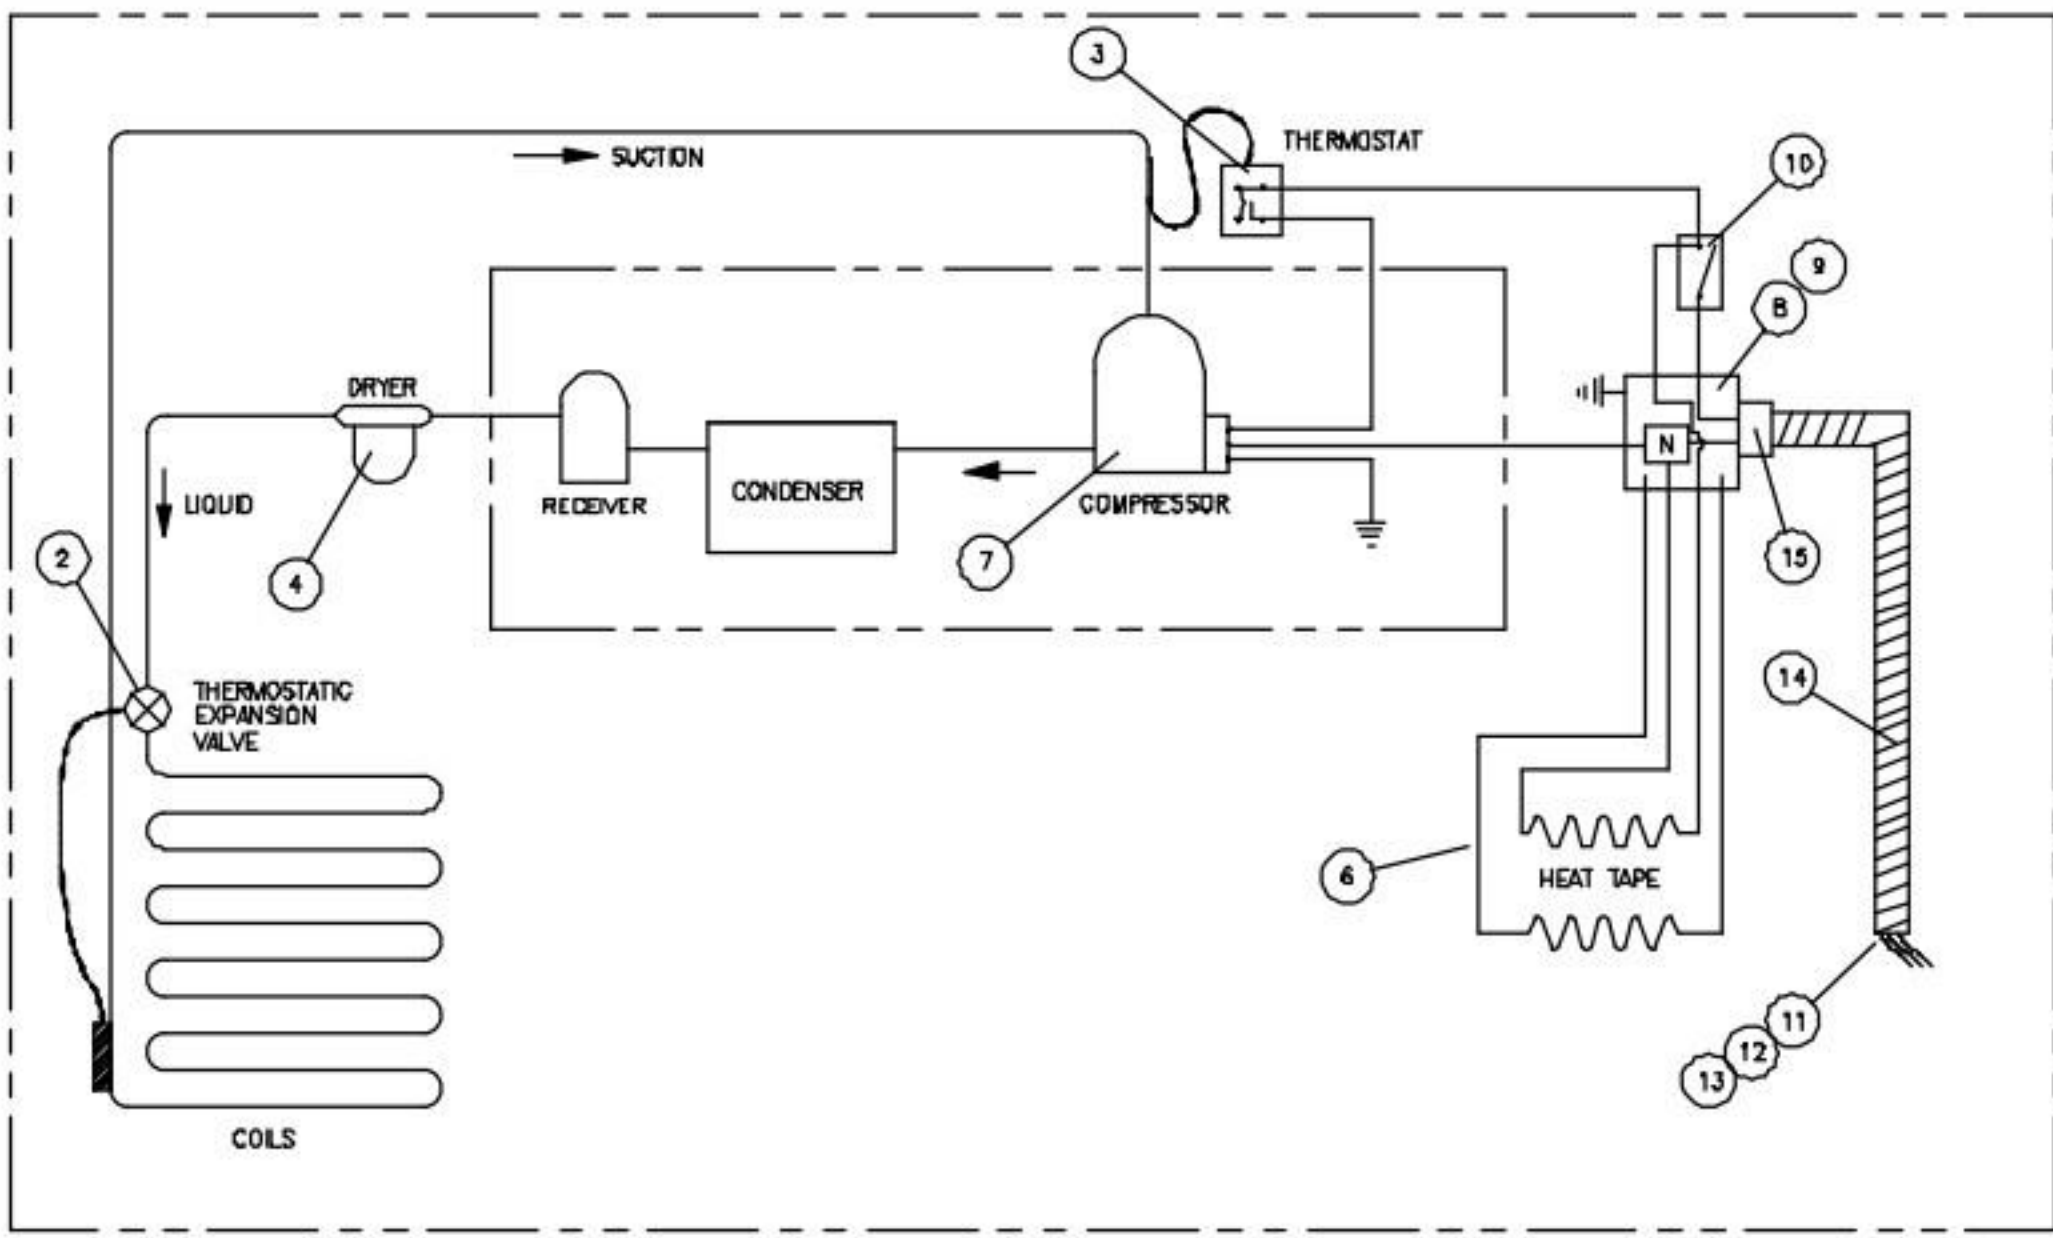 3
THERMOSTAT
SUCTION
10
9
8
DRYER
N
LIQUID
CONDENSER
RECEIVER
COMPRESSOR
2
4
7
15
THERMOSTATIC
EXPANSION
VALVE
14
6
HEAT TAPE
11
12
13
COILS